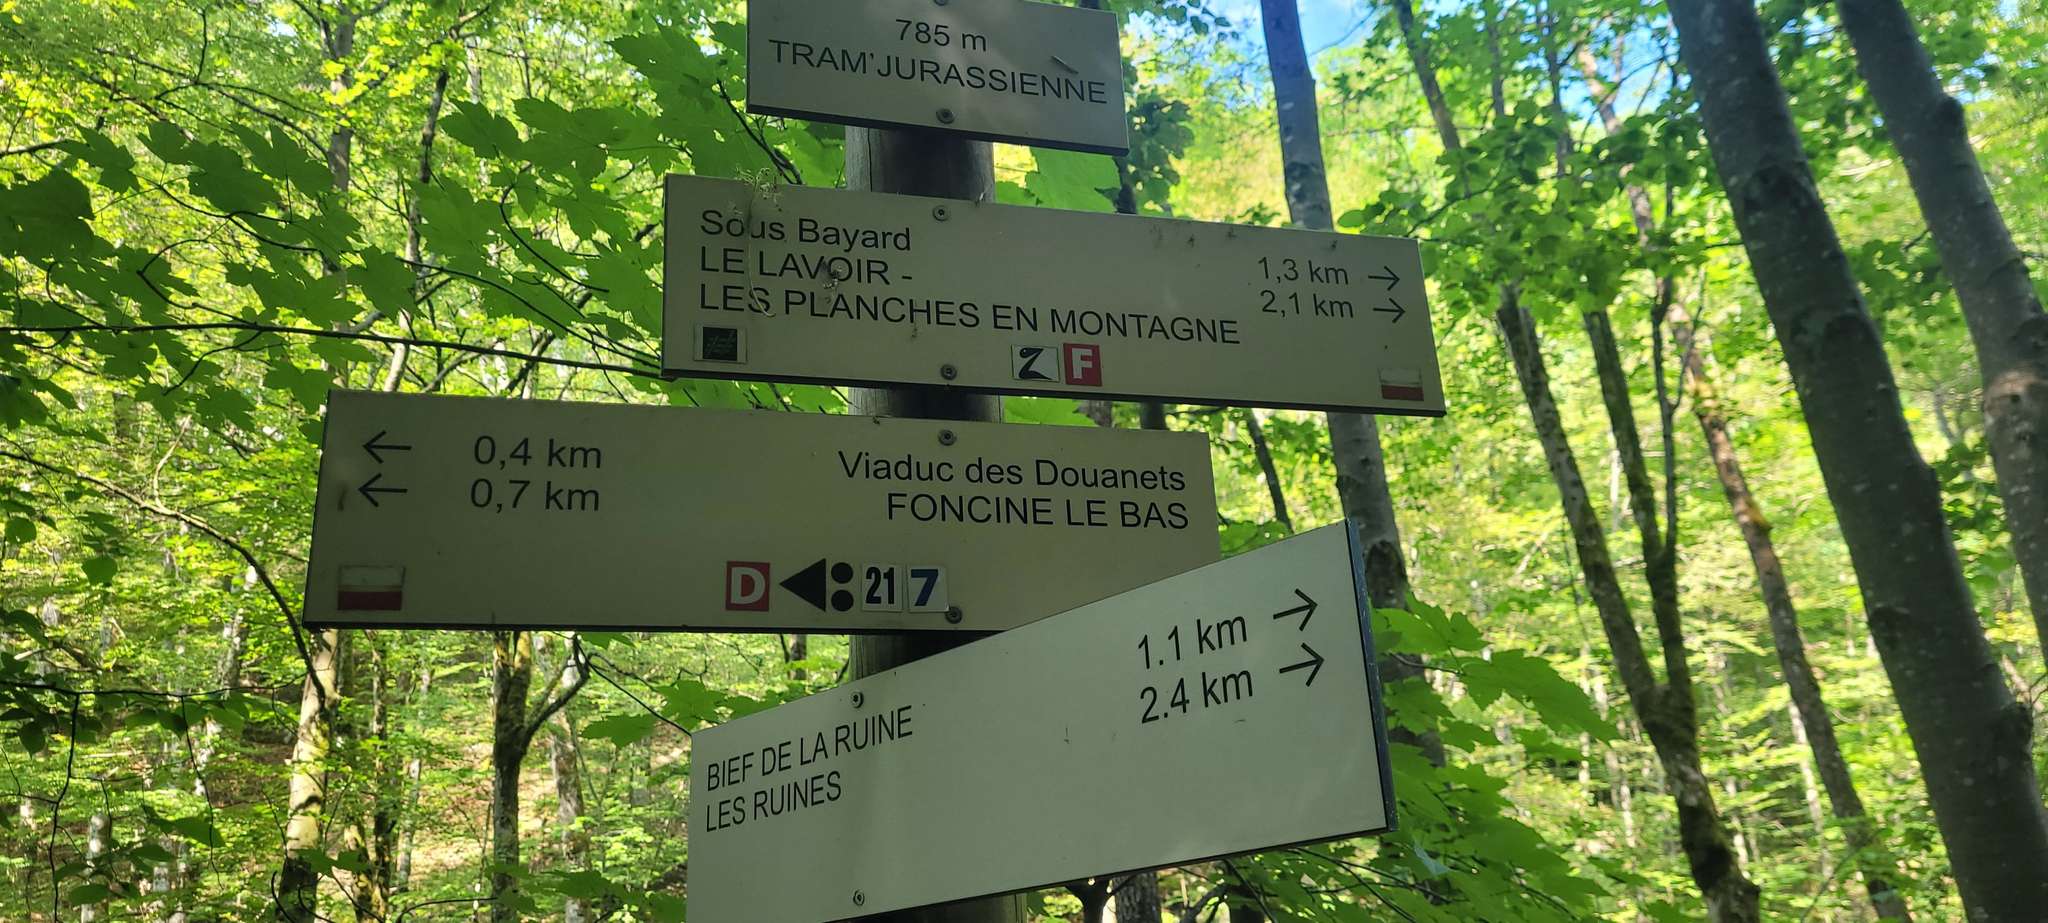 785 m
TRAM'JURASSIENNE
Sous Bayard 1,3 km →
LE LAVOIR -
LES PLANCHES EN MONTAGNE 2,1 km →
Z F
← 0,4 km Viaduc des Douanets
← 0,7 km FONCINE LE BAS
D 21 7
BIEF DE LA RUINE 1.1 km →
LES RUINES 2.4 km →